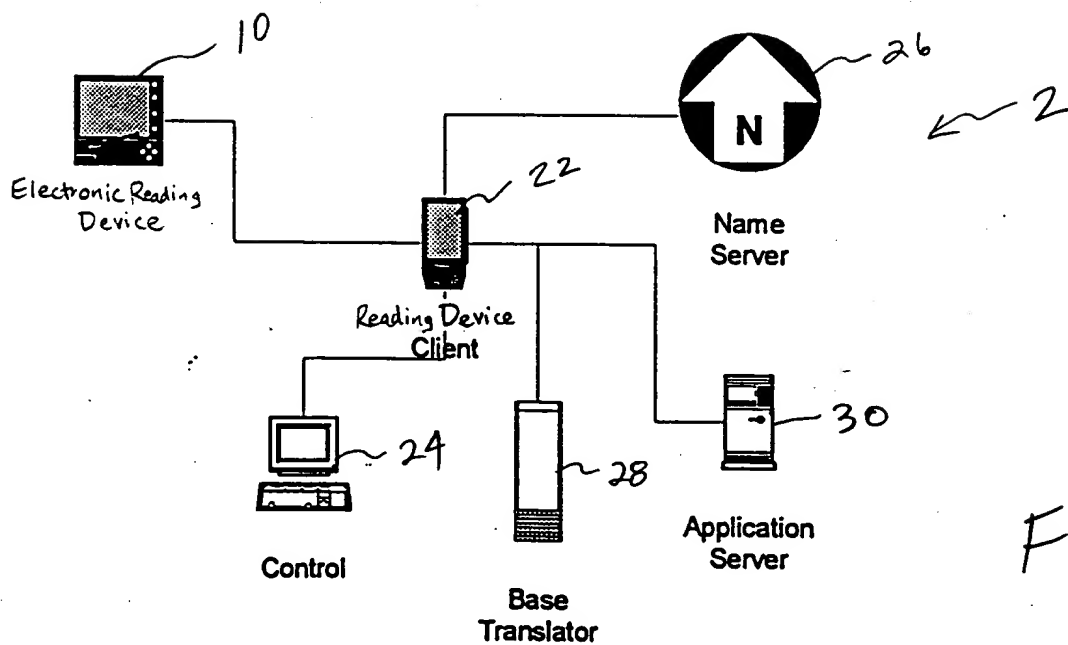 10
26
2
N
Electronic Reading
Device
22
Name
Server
Reading Device
Client
24
28
30
Control
Application
Server
F
Base
Translator